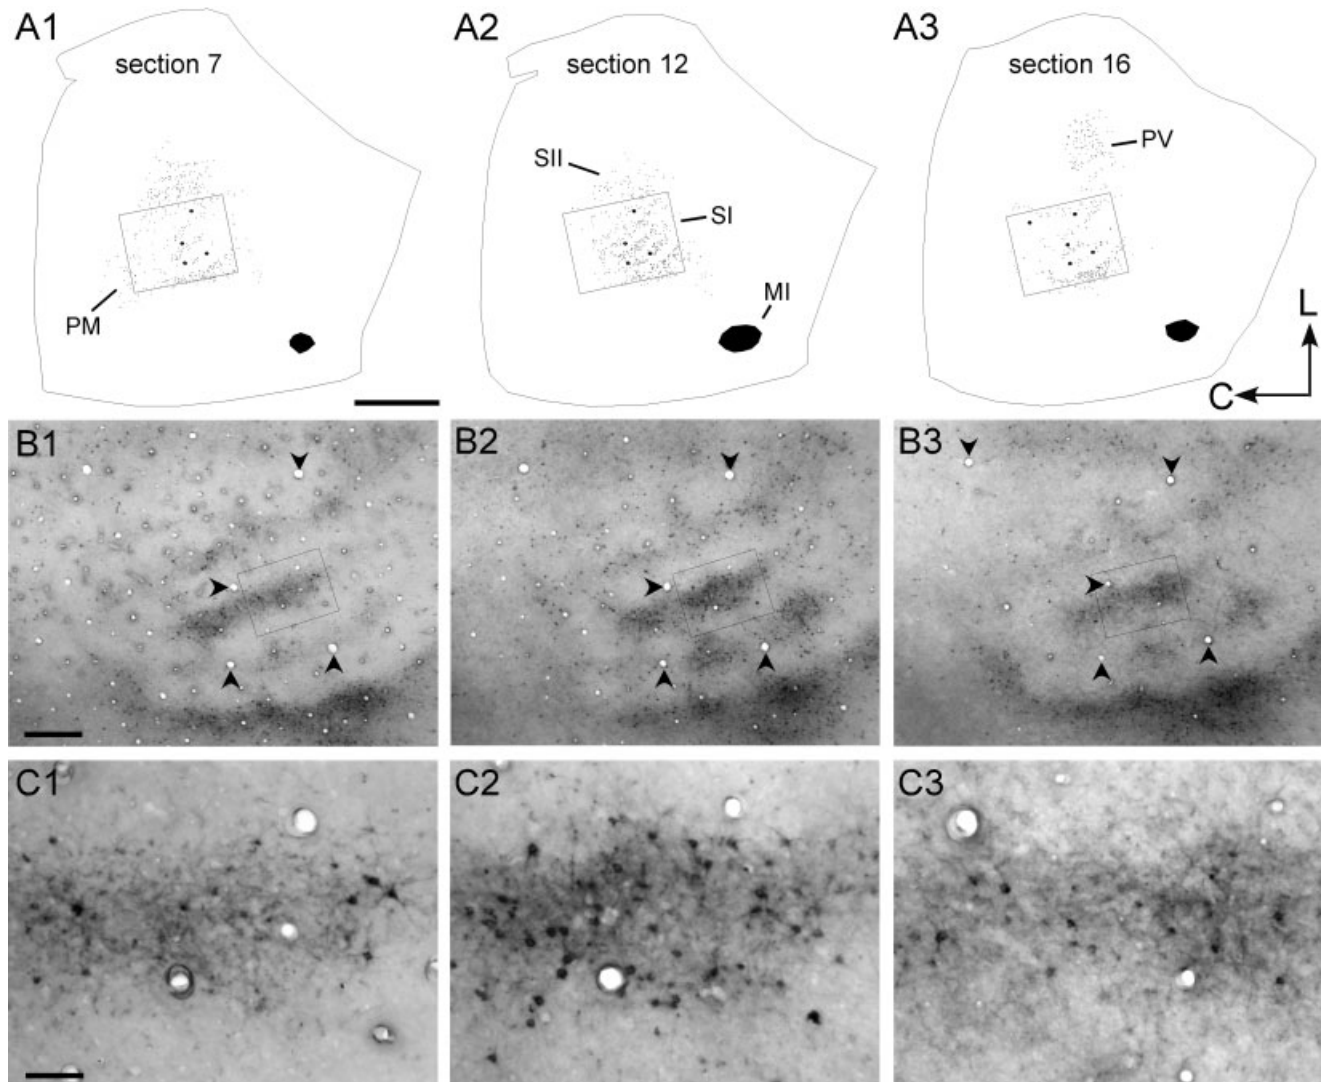 A1
section 7
PM
A2
section 12
SII
SI
MI
A3
section 16
PV
L
C
B1
B2
B3
C1
C2
C3